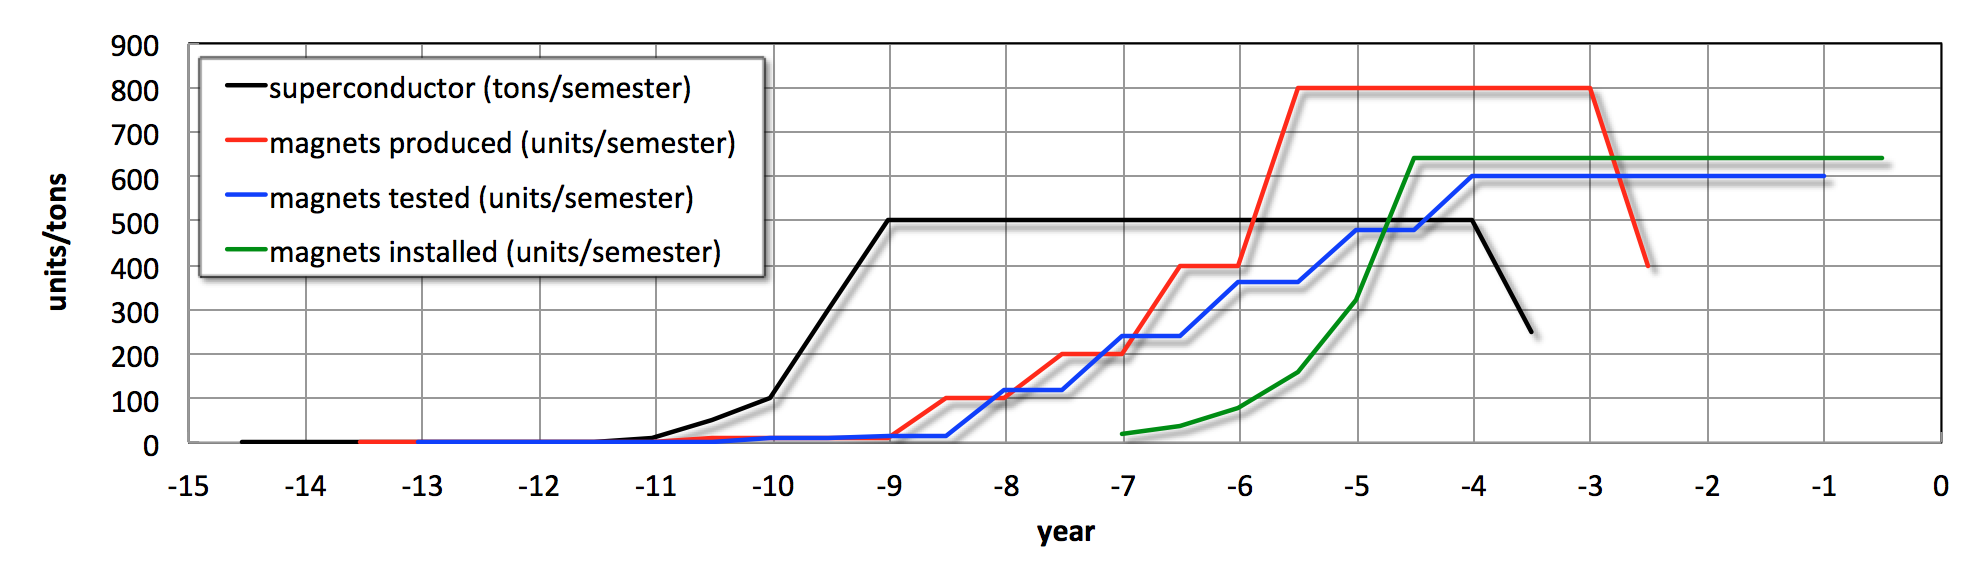 900
800
700
600
500
400
300
200
100
0
units/tons
superconductor (tons/semester)
magnets produced (units/semester)
magnets tested (units/semester)
magnets installed (units/semester)
-15 -14 -13 -12 -11 -10 -9 -8 -7 -6 -5 -4 -3 -2 -1 0
year